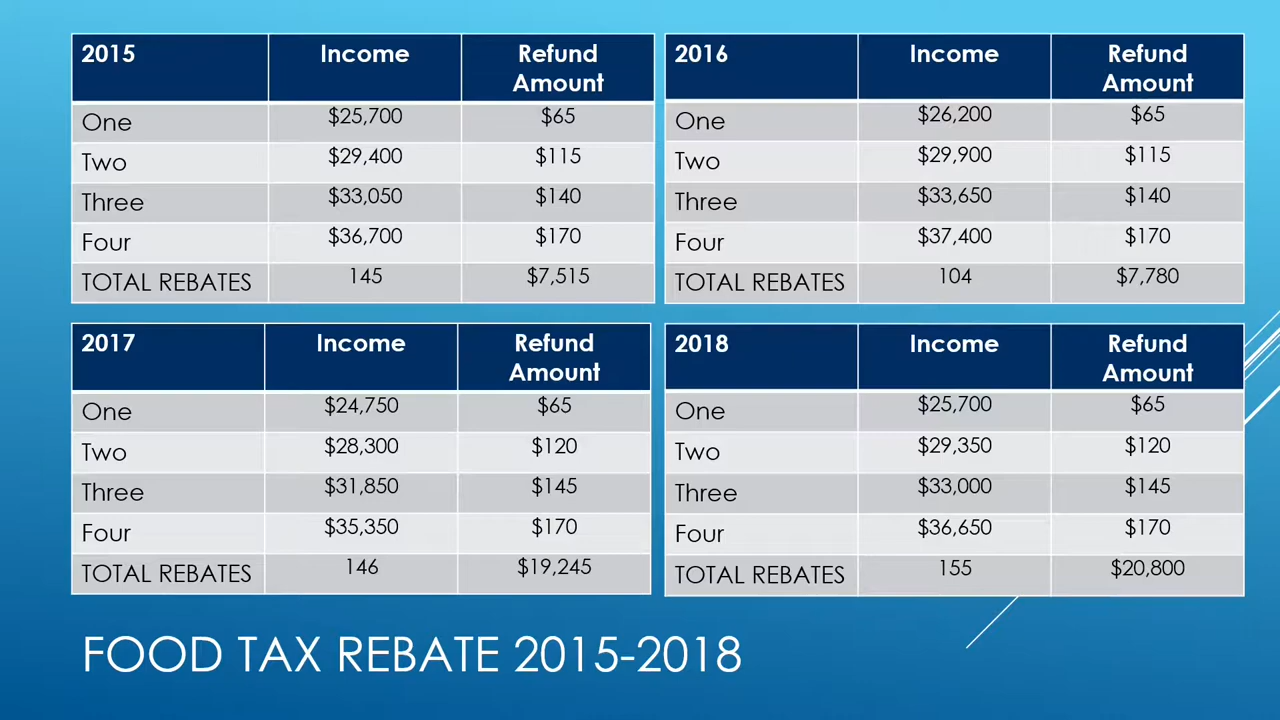 2015 Income Refund Amount
One $25,700 $65
Two $29,400 $115
Three $33,050 $140
Four $36,700 $170
TOTAL REBATES 145 $7,515
2016 Income Refund Amount
One $26,200 $65
Two $29,900 $115
Three $33,650 $140
Four $37,400 $170
TOTAL REBATES 104 $7,780
2017 Income Refund Amount
One $24,750 $65
Two $28,300 $120
Three $31,850 $145
Four $35,350 $170
TOTAL REBATES 146 $19,245
2018 Income Refund Amount
One $25,700 $65
Two $29,350 $120
Three $33,000 $145
Four $36,650 $170
TOTAL REBATES 155 $20,800
FOOD TAX REBATE 2015-2018